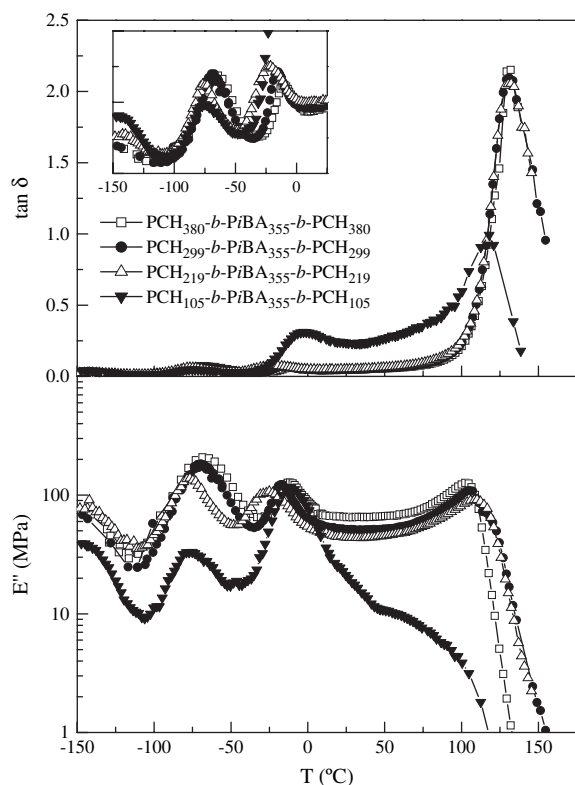 2.5
2.0
1.5
1.0
0.5
0.0
tan δ
-150 -100 -50 0
PCH₃₈₀-b-PiBA₃₅₅-b-PCH₃₈₀
PCH₂₉₉-b-PiBA₃₅₅-b-PCH₂₉₉
PCH₂₁₉-b-PiBA₃₅₅-b-PCH₂₁₉
PCH₁₀₅-b-PiBA₃₅₅-b-PCH₁₀₅
100
10
1
E" (MPa)
-150 -100 -50 0 50 100 150
T (ºC)